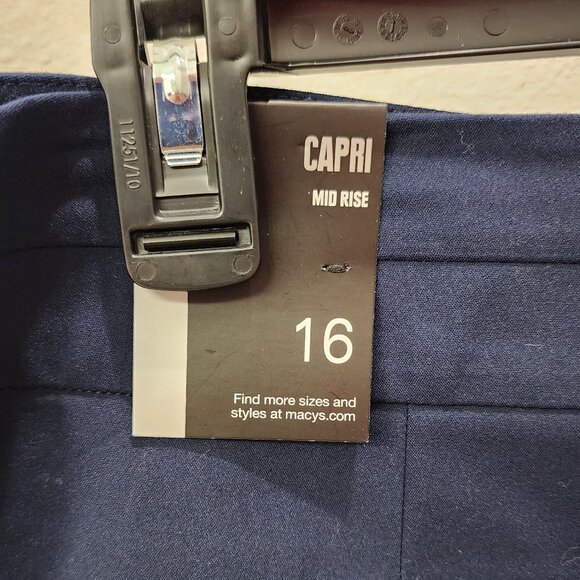 11251/10
CAPRI
MID RISE
16
Find more sizes and
styles at macys.com